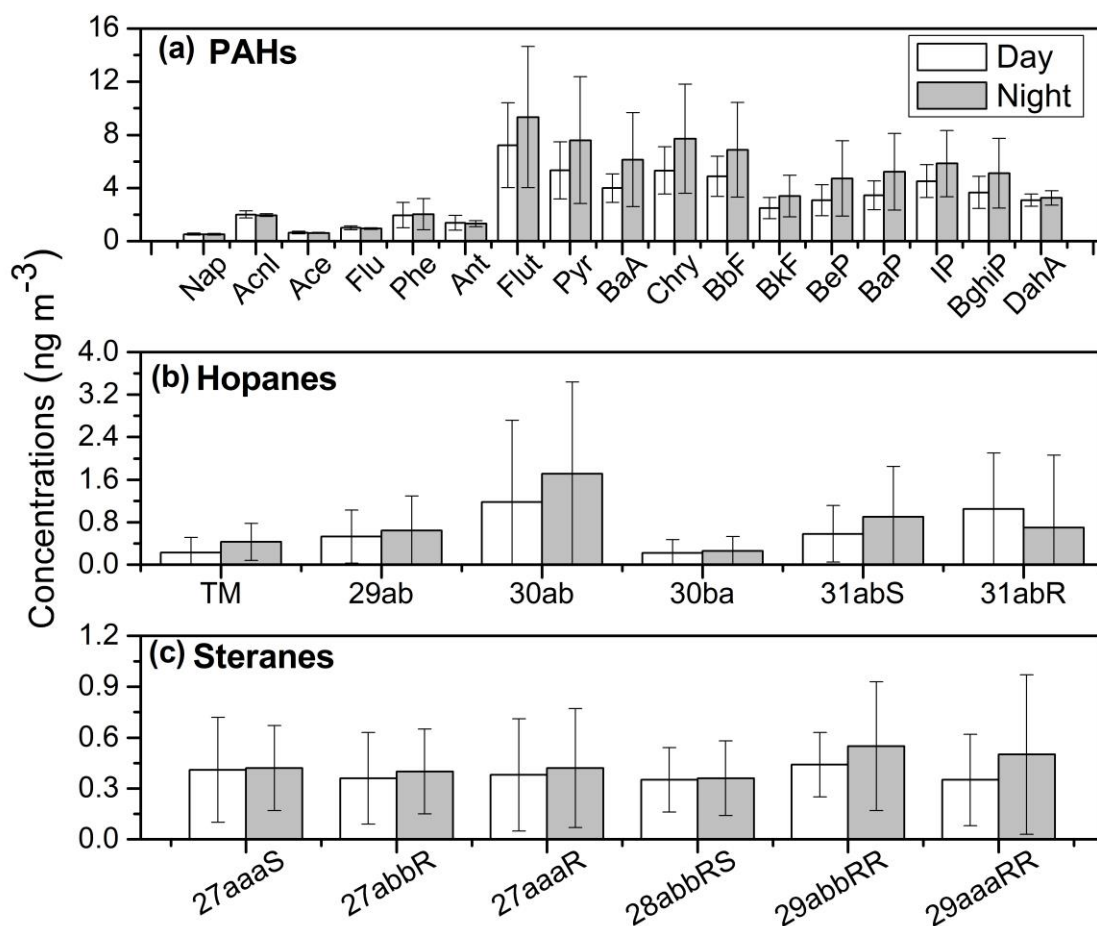 (a) PAHs
Day
Night
16
12
8
4
0
Nap Acnl Ace Flu Phe Ant Flut Pyr BaA Chry BbF BkF BeP BaP IP BghiP DahA
Concentrations (ng m⁻³)
(b) Hopanes
4.0
3.2
2.4
1.6
0.8
0.0
TM 29ab 30ab 30ba 31abS 31abR
(c) Steranes
1.2
0.9
0.6
0.3
0.0
27aaaS 27abbR 27aaaR 28abbRS 29abbRR 29aaaRR